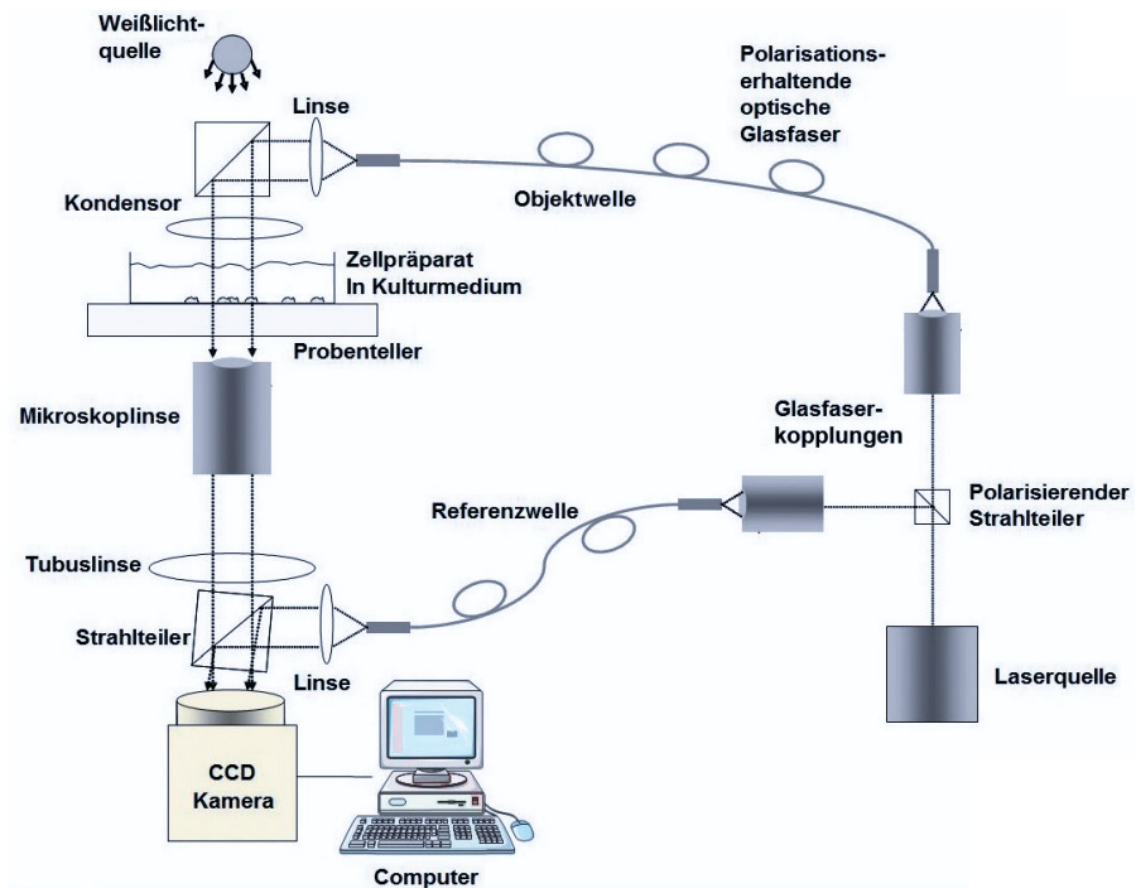 Weißlicht-
quelle
Linse
Polarisations-
erhaltende
optische
Glasfaser
Objektwelle
Kondensor
Zellpräparat
In Kulturmedium
Probenteller
Mikroskoplinse
Glasfaser-
kopplungen
Polarisierender
Strahlteiler
Referenzwelle
Tubuslinse
Strahlteiler
Linse
Laserquelle
CCD
Kamera
Computer